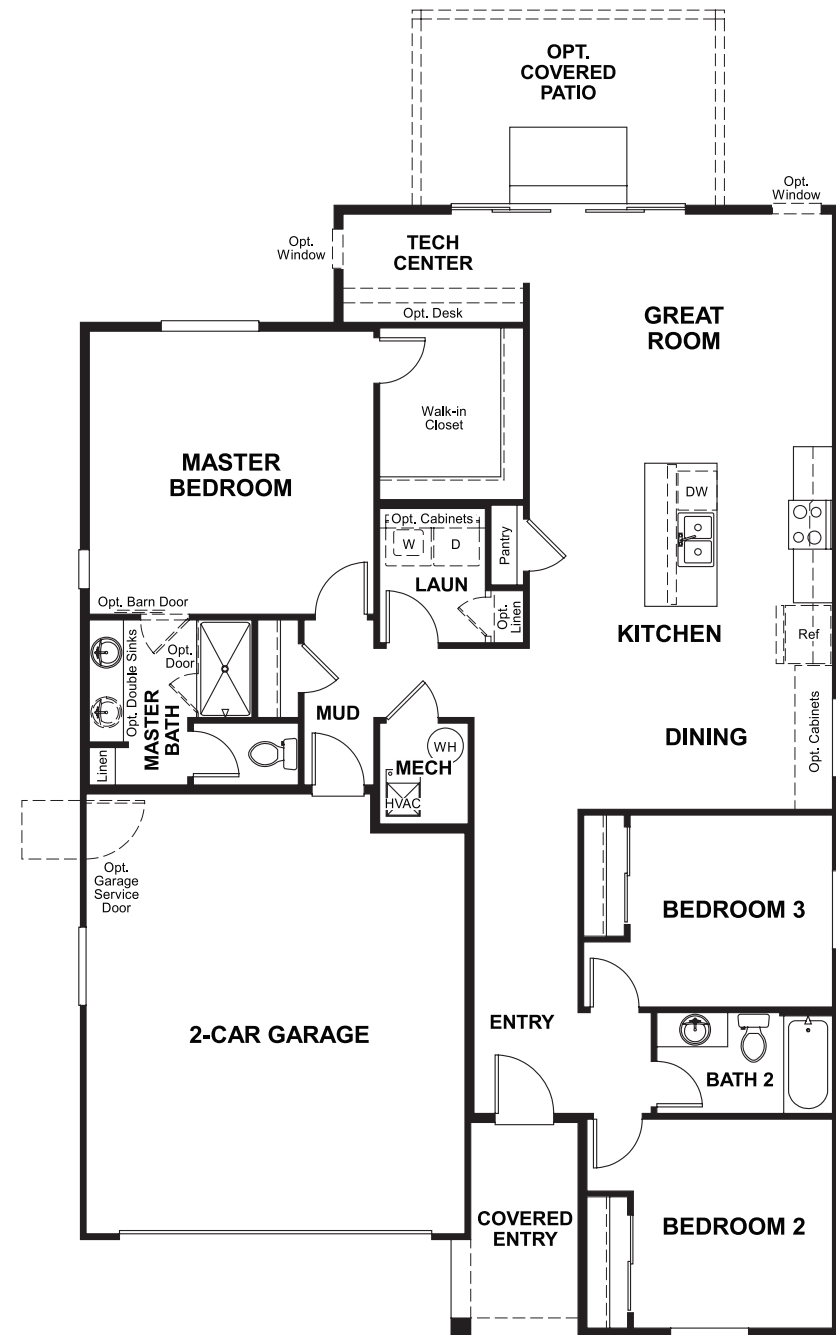 OPT.
COVERED
PATIO
Opt.
Window
Opt.
Window
TECH
CENTER
Opt. Desk
GREAT
ROOM
Walk-in
Closet
MASTER
BEDROOM
DW
Opt. Cabinets
W
D
Pantry
LAUN
Opt.
Linen
Opt. Barn Door
KITCHEN
Ref
Opt. Double Sinks
Opt.
Door
MASTER
BATH
MUD
Linen
WH
MECH
HVAC
DINING
Opt. Cabinets
Opt.
Garage
Service
Door
BEDROOM 3
2-CAR GARAGE
ENTRY
BATH 2
COVERED
ENTRY
BEDROOM 2